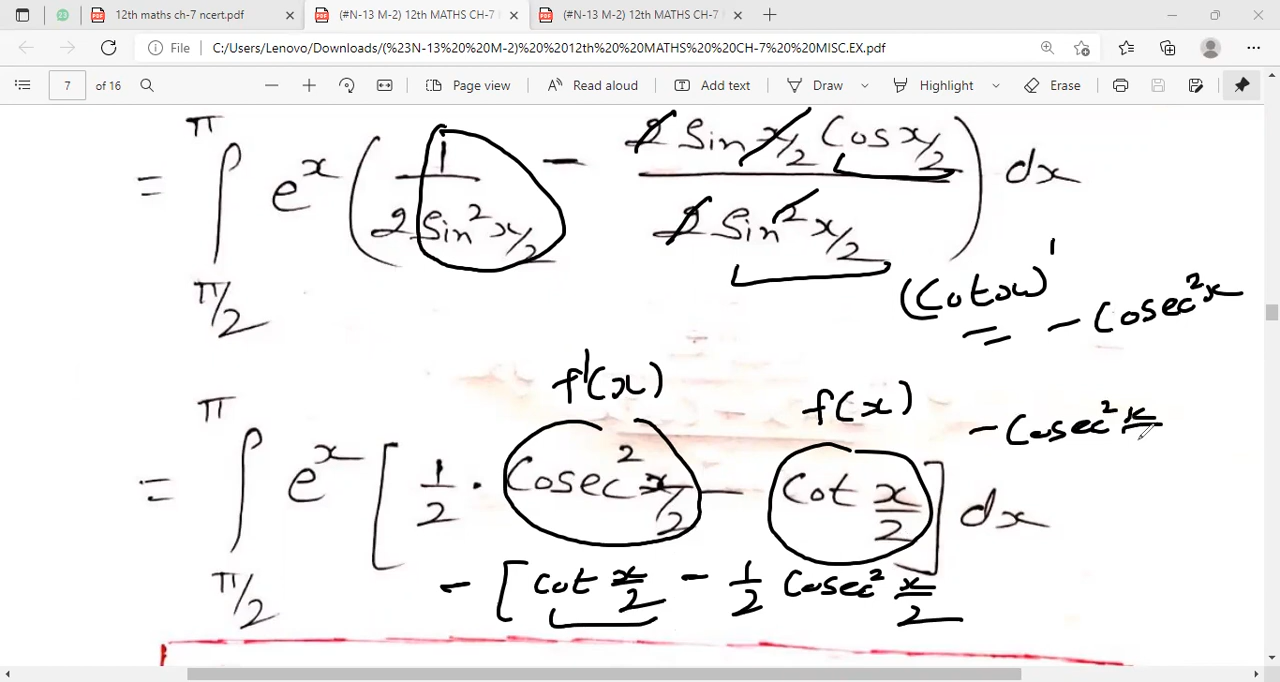 12th maths ch-7 ncert.pdf
(#N-13 M-2) 12th MATHS CH-7
(#N-13 M-2) 12th MATHS CH-7
File C:/Users/Lenovo/Downloads/(%23N-13%20%20M-2)%20%2012th%20%20MATHS%20%20CH-7%20%20MISC.EX.pdf
7 of 16 Page view Read aloud Add text Draw Highlight Erase
= ∫_{π/2}^{π} e^x ( 1/(2 Sin² x/2) − (2 Sin x/2 Cos x/2)/(2 Sin² x/2) ) dx
(Cot x)' = − Cosec² x
f'(x) f(x) − Cosec² x
= ∫_{π/2}^{π} e^x [ 1/2 · Cosec² x/2 − Cot x/2 ] dx
− [ Cot x/2 − 1/2 Cosec² x/2